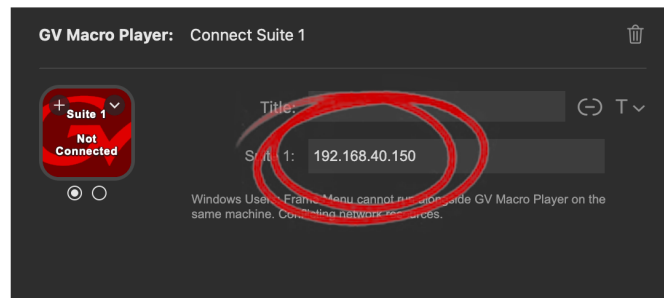 GV Macro Player: Connect Suite 1
Suite 1
Not
Connected
Title:
T
Suite 1: 192.168.40.150
Windows Users: Frame Menu cannot run alongside GV Macro Player on the
same machine. Conflicting network resources.